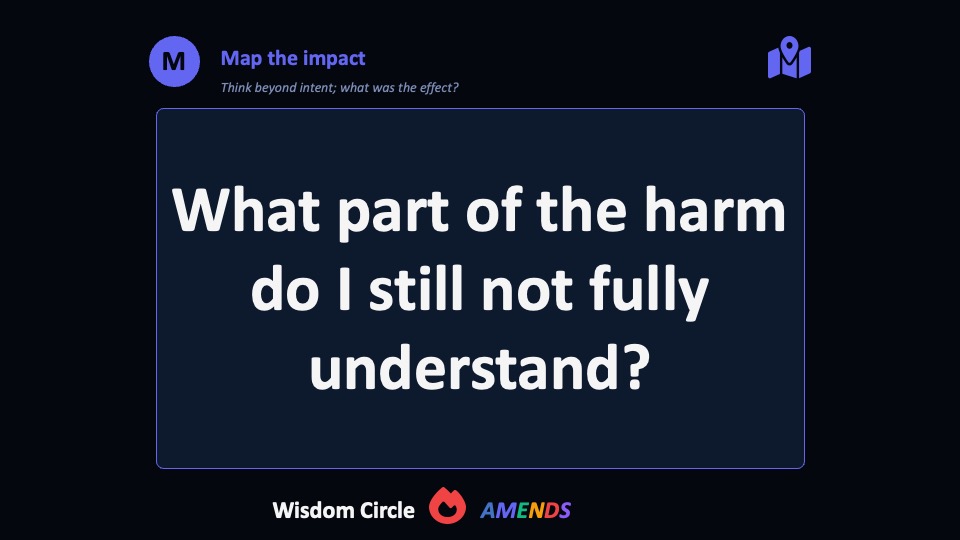 M
Map the impact
Think beyond intent; what was the effect?
What part of the harm
do I still not fully
understand?
Wisdom Circle AMENDS